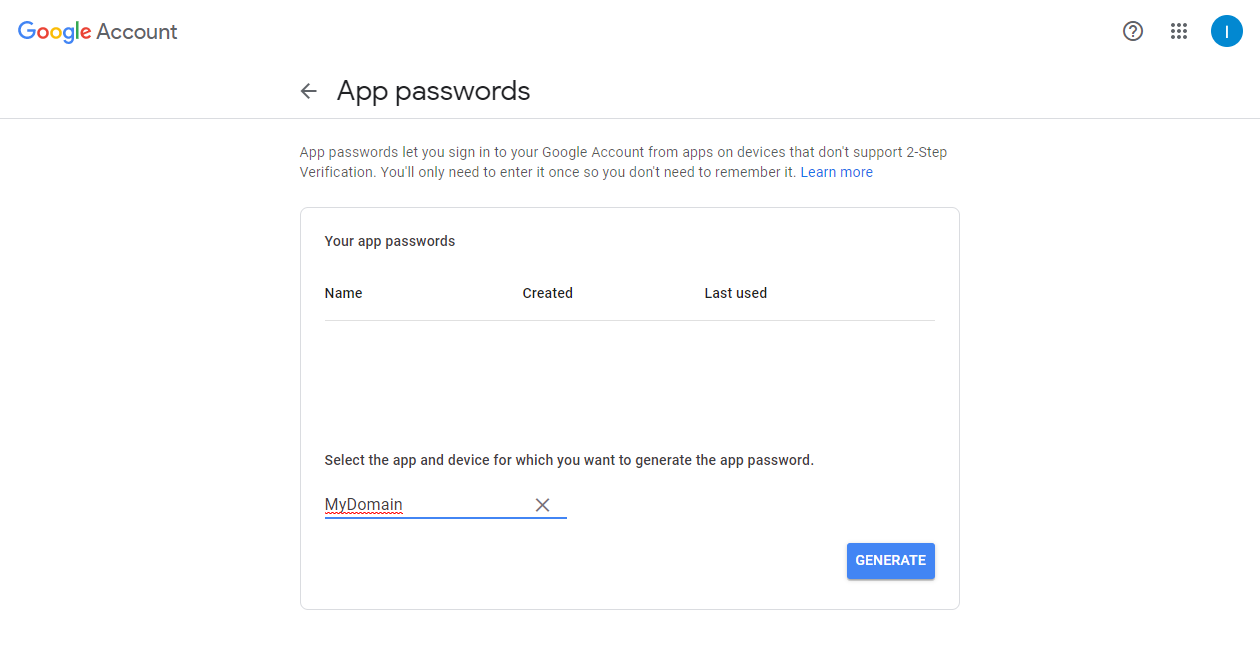 Google Account
I
App passwords
App passwords let you sign in to your Google Account from apps on devices that don't support 2-Step
Verification. You'll only need to enter it once so you don't need to remember it. Learn more
Your app passwords
Name Created Last used
Select the app and device for which you want to generate the app password.
MyDomain
GENERATE